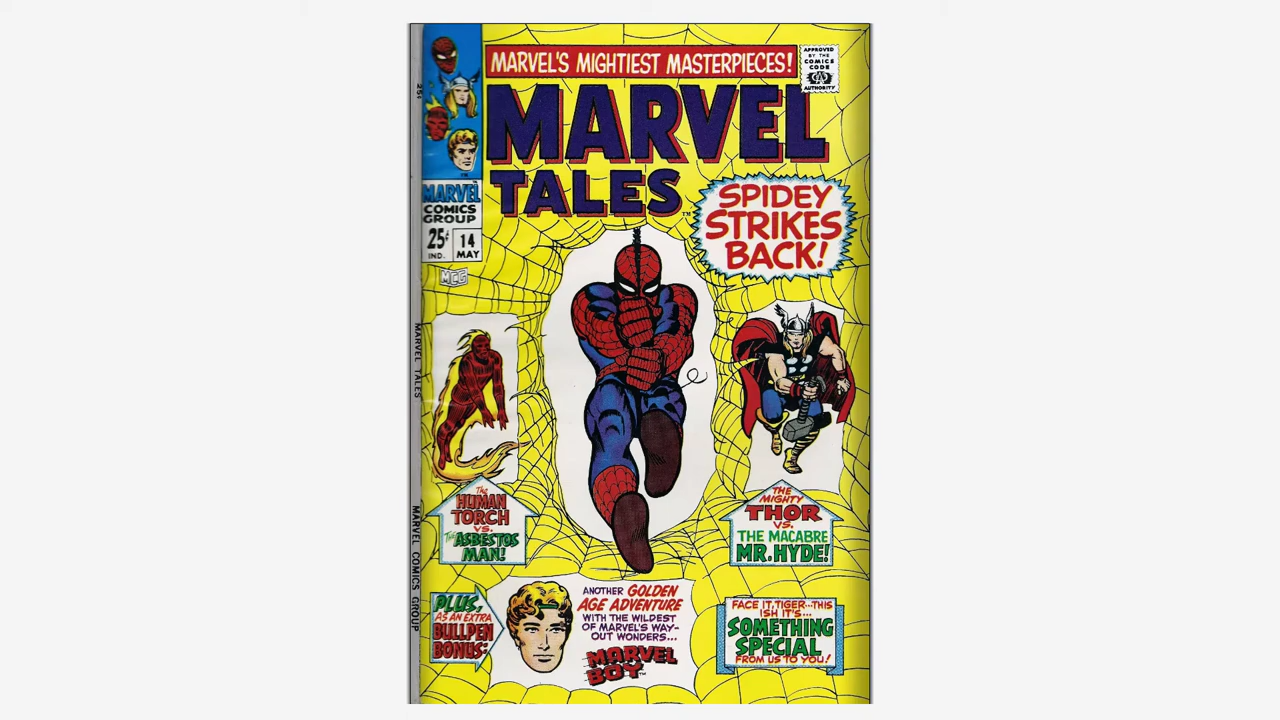 MARVEL'S MIGHTIEST MASTERPIECES!
APPROVED
BY THE
COMICS
CODE
CA
AUTHORITY
MARVEL
TALES™
SPIDEY
STRIKES
BACK!
MARVEL
COMICS
GROUP
25¢
IND.
14
MAY
MCG
25¢
MARVEL TALES
MARVEL COMICS GROUP
THE
HUMAN
TORCH
VS.
THE ASBESTOS
MAN!
THE
MIGHTY
THOR
VS.
THE MACABRE
MR. HYDE!
PLUS,
AS AN EXTRA
BULLPEN
BONUS:
ANOTHER GOLDEN
AGE ADVENTURE
WITH THE WILDEST
OF MARVEL'S WAY-
OUT WONDERS...
MARVEL
BOY™
FACE IT, TIGER...THIS
ISH IT'S...
SOMETHING
SPECIAL
FROM US TO YOU!